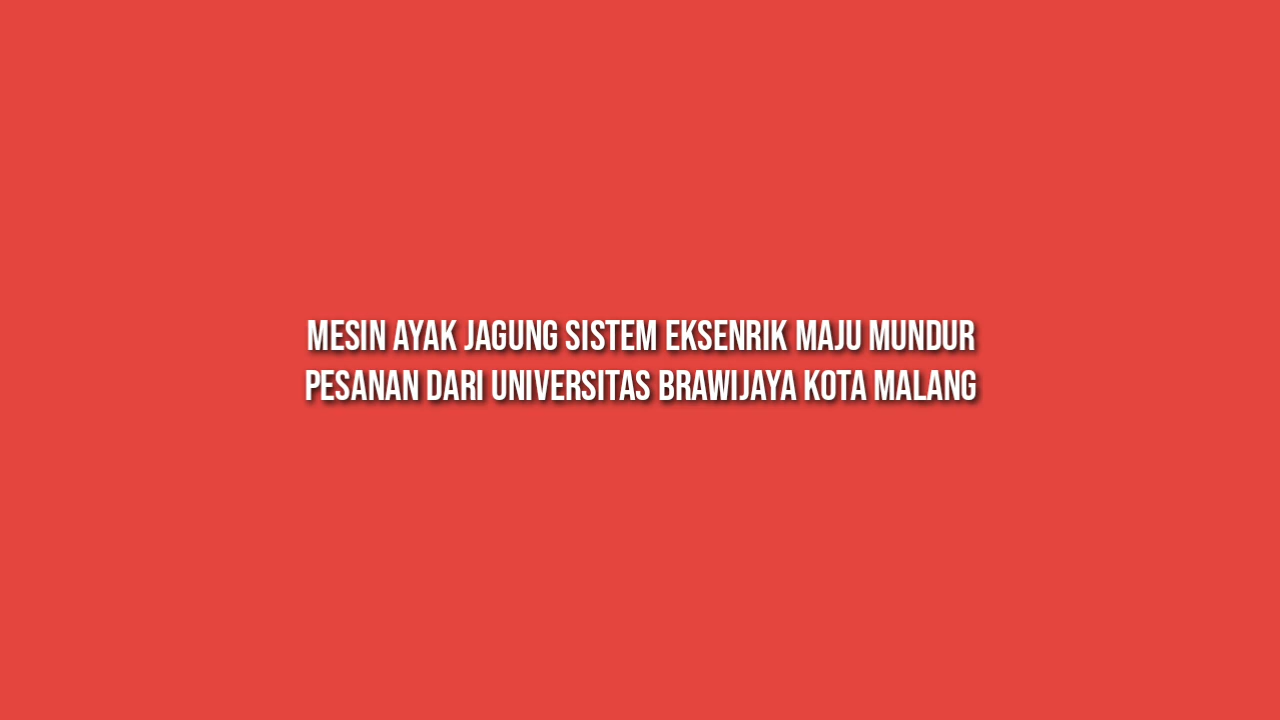 MESIN AYAK JAGUNG SISTEM EKSENRIK MAJU MUNDUR
PESANAN DARI UNIVERSITAS BRAWIJAYA KOTA MALANG